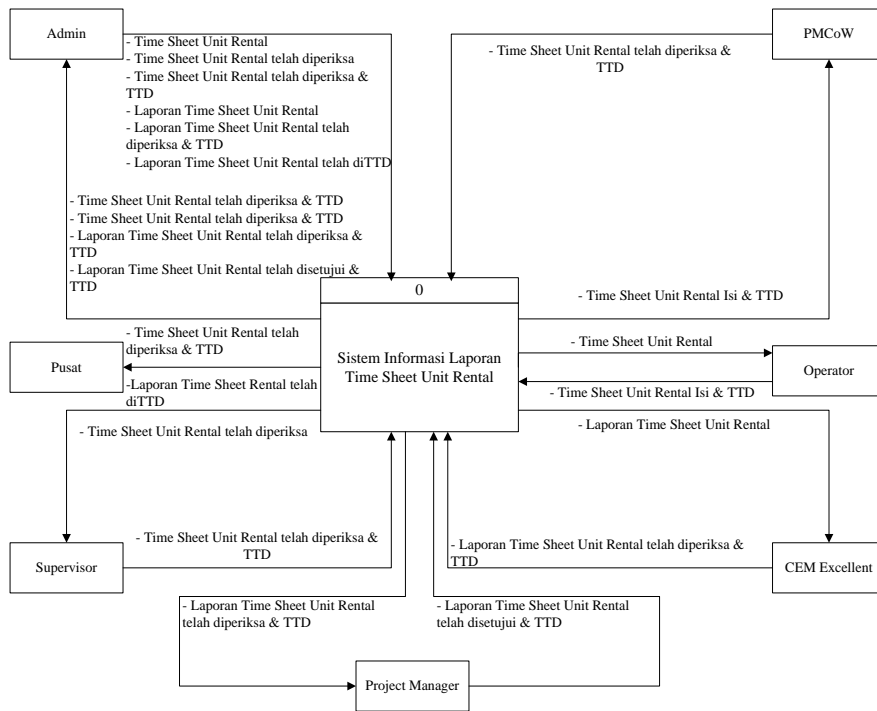 Admin
- Time Sheet Unit Rental
- Time Sheet Unit Rental telah diperiksa
- Time Sheet Unit Rental telah diperiksa &
TTD
- Laporan Time Sheet Unit Rental
- Laporan Time Sheet Unit Rental telah
diperiksa & TTD
- Laporan Time Sheet Unit Rental telah diTTD
PMCoW
- Time Sheet Unit Rental telah diperiksa &
TTD
- Time Sheet Unit Rental telah diperiksa & TTD
- Time Sheet Unit Rental telah diperiksa & TTD
- Laporan Time Sheet Unit Rental telah diperiksa &
TTD
- Laporan Time Sheet Unit Rental telah disetujui &
TTD
0
Sistem Informasi Laporan
Time Sheet Unit Rental
- Time Sheet Unit Rental Isi & TTD
Pusat
- Time Sheet Unit Rental telah
diperiksa & TTD
-Laporan Time Sheet Rental telah
diTTD
- Time Sheet Unit Rental
Operator
- Time Sheet Unit Rental Isi & TTD
- Time Sheet Unit Rental telah diperiksa
- Laporan Time Sheet Unit Rental
Supervisor
- Time Sheet Unit Rental telah diperiksa &
TTD
- Laporan Time Sheet Unit Rental telah diperiksa &
TTD
CEM Excellent
- Laporan Time Sheet Unit Rental
telah diperiksa & TTD
- Laporan Time Sheet Unit Rental
telah disetujui & TTD
Project Manager